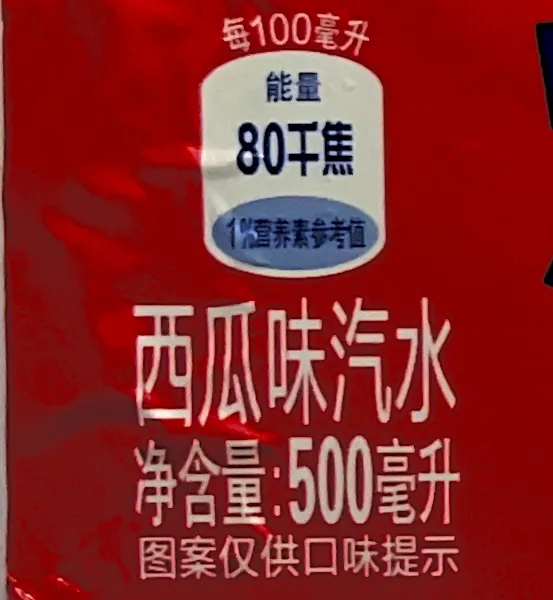 每100毫升
能量
80千焦
1%营养素参考值
西瓜味汽水
净含量:500毫升
图案仅供口味提示